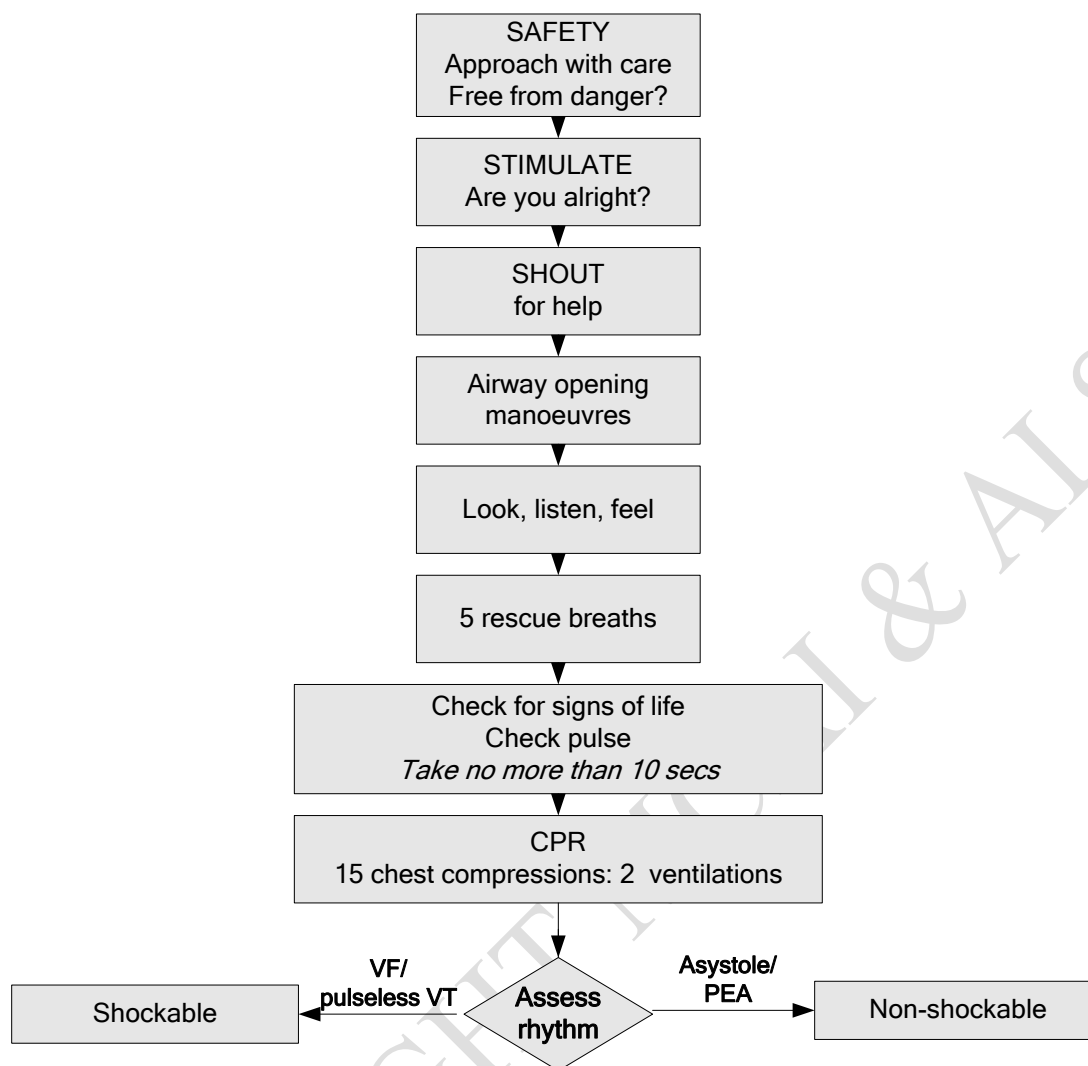 SAFETY
Approach with care
Free from danger?
STIMULATE
Are you alright?
SHOUT
for help
Airway opening
manoeuvres
Look, listen, feel
5 rescue breaths
Check for signs of life
Check pulse
Take no more than 10 secs
CPR
15 chest compressions: 2 ventilations
VF/
pulseless VT
Asystole/
PEA
Shockable
Assess
rhythm
Non-shockable